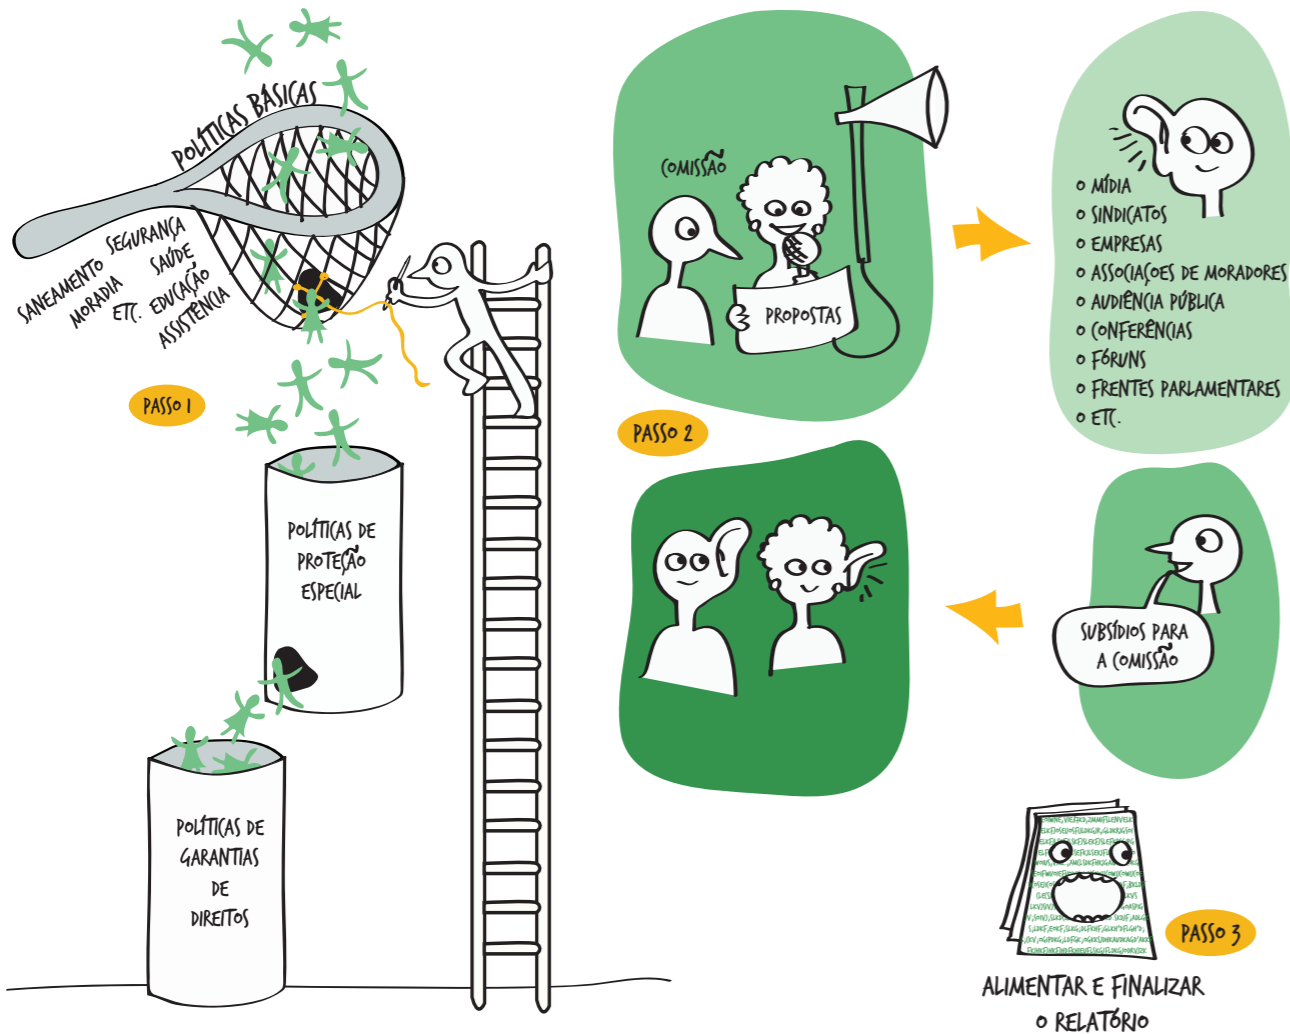 POLÍTICAS BÁSICAS
SANEAMENTO SEGURANÇA
MORADIA SAÚDE
ETC. EDUCAÇÃO
ASSISTÊNCIA
PASSO 1
POLÍTICAS DE
PROTEÇÃO
ESPECIAL
POLÍTICAS DE
GARANTIAS
DE
DIREITOS
COMISSÃO
PROPOSTAS
PASSO 2
o MÍDIA
o SINDICATOS
o EMPRESAS
o ASSOCIAÇOES DE MORADORES
o AUDIÊNCIA PÚBLICA
o CONFERÊNCIAS
o FÓRUNS
o FRENTES PARLAMENTARES
o ETC.
SUBSÍDIOS PARA
A COMISSÃO
PASSO 3
ALIMENTAR E FINALIZAR
O RELATÓRIO